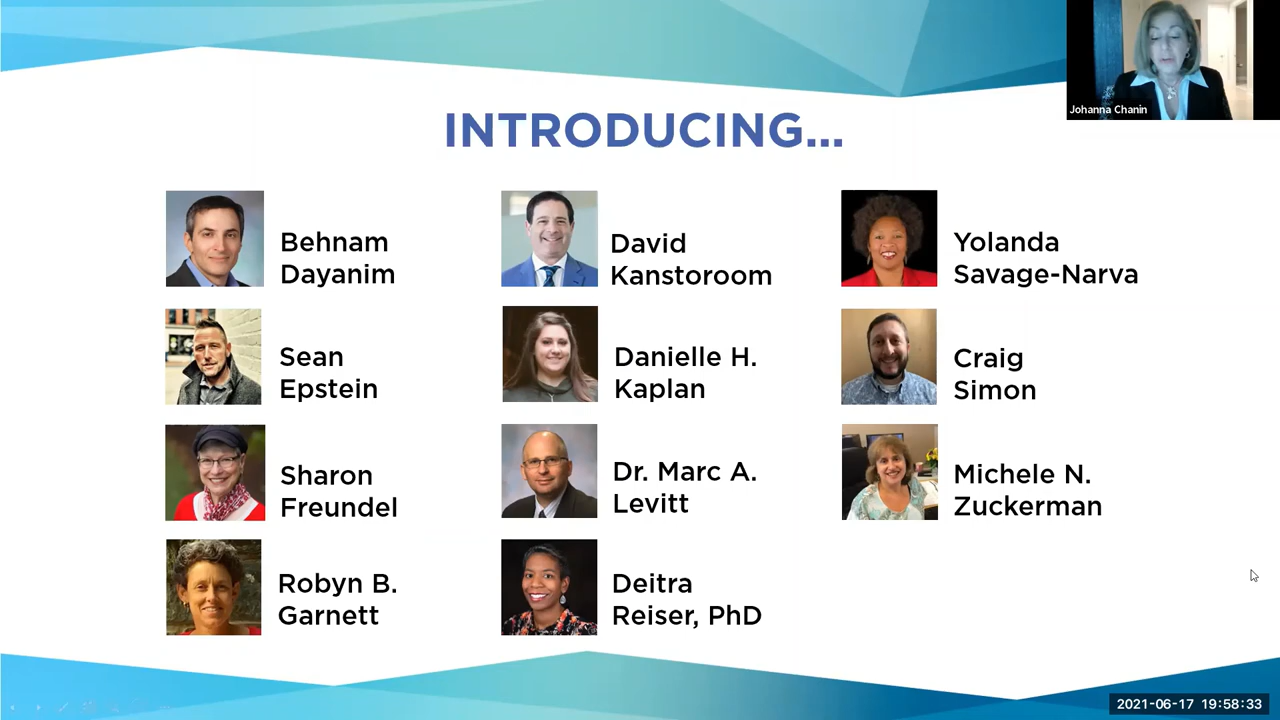 Johanna Chanin
INTRODUCING...
Behnam
Dayanim
David
Kanstoroom
Yolanda
Savage-Narva
Sean
Epstein
Danielle H.
Kaplan
Craig
Simon
Sharon
Freundel
Dr. Marc A.
Levitt
Michele N.
Zuckerman
Robyn B.
Garnett
Deitra
Reiser, PhD
2021-06-17 19:58:33